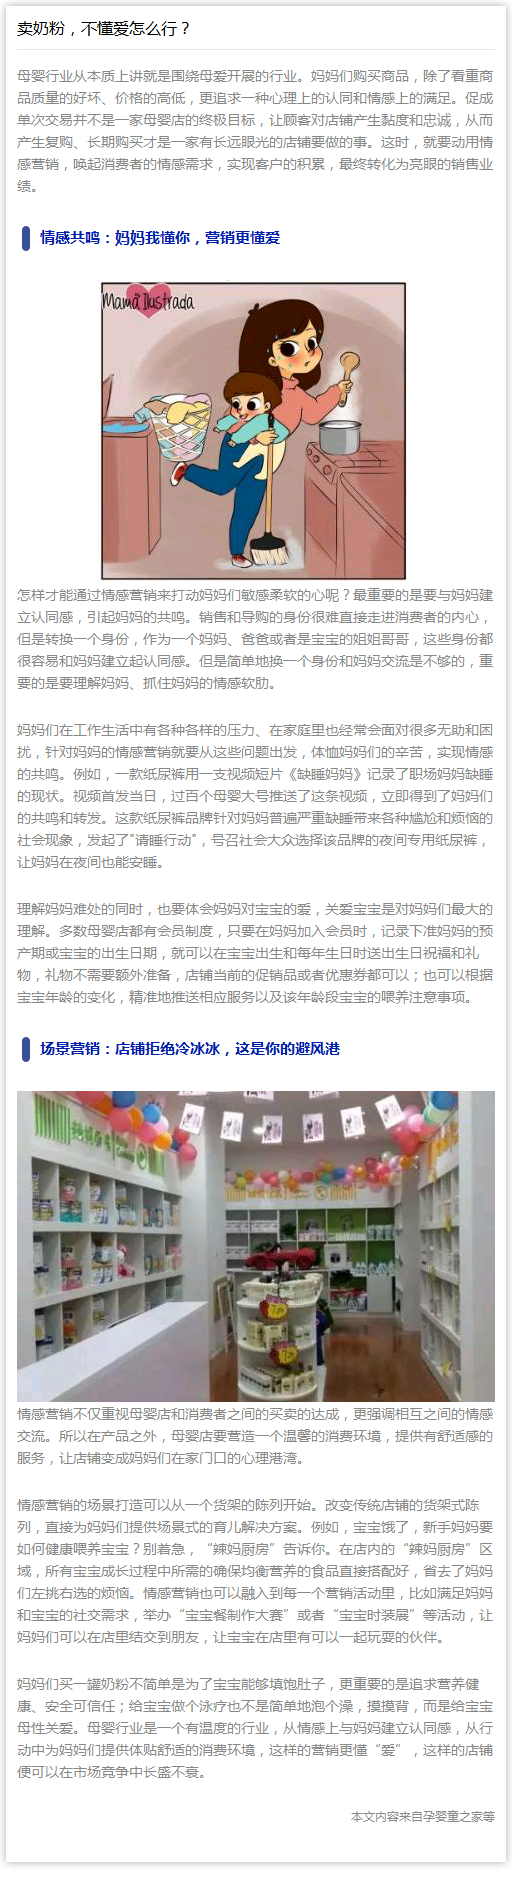 卖奶粉，不懂爱怎么行？
母婴行业从本质上讲就是围绕母爱开展的行业。妈妈们购买商品，除了看重商
品质量的好坏、价格的高低，更追求一种心理上的认同和情感上的满足。促成
单次交易并不是一家母婴店的终极目标，让顾客对店铺产生黏度和忠诚，从而
产生复购、长期购买才是一家有长远眼光的店铺要做的事。这时，就要动用情
感营销，唤起消费者的情感需求，实现客户的积累，最终转化为亮眼的销售业
绩。
情感共鸣：妈妈我懂你，营销更懂爱
Mamá Ilustrada
怎样才能通过情感营销来打动妈妈们敏感柔软的心呢？最重要的是要与妈妈建
立认同感，引起妈妈的共鸣。销售和导购的身份很难直接走进消费者的内心，
但是转换一个身份，作为一个妈妈、爸爸或者是宝宝的姐姐哥哥，这些身份都
很容易和妈妈建立起认同感。但是简单地换一个身份和妈妈交流是不够的，重
要的是要理解妈妈、抓住妈妈的情感软肋。
妈妈们在工作生活中有各种各样的压力、在家庭里也经常会面对很多无助和困
扰，针对妈妈的情感营销就要从这些问题出发，体恤妈妈们的辛苦，实现情感
的共鸣。例如，一款纸尿裤用一支视频短片《缺睡妈妈》记录了职场妈妈缺睡
的现状。视频首发当日，过百个母婴大号推送了这条视频，立即得到了妈妈们
的共鸣和转发。这款纸尿裤品牌针对妈妈普遍严重缺睡带来各种尴尬和烦恼的
社会现象，发起了"请睡行动"，号召社会大众选择该品牌的夜间专用纸尿裤，
让妈妈在夜间也能安睡。
理解妈妈难处的同时，也要体会妈妈对宝宝的爱，关爱宝宝是对妈妈们最大的
理解。多数母婴店都有会员制度，只要在妈妈加入会员时，记录下准妈妈的预
产期或宝宝的出生日期，就可以在宝宝出生和每年生日时送出生日祝福和礼
物，礼物不需要额外准备，店铺当前的促销品或者优惠券都可以；也可以根据
宝宝年龄的变化，精准地推送相应服务以及该年龄段宝宝的喂养注意事项。
场景营销：店铺拒绝冷冰冰，这是你的避风港
情感营销不仅重视母婴店和消费者之间的买卖的达成，更强调相互之间的情感
交流。所以在产品之外，母婴店要营造一个温馨的消费环境，提供有舒适感的
服务，让店铺变成妈妈们在家门口的心理港湾。
情感营销的场景打造可以从一个货架的陈列开始。改变传统店铺的货架式陈
列，直接为妈妈们提供场景式的育儿解决方案。例如，宝宝饿了，新手妈妈要
如何健康喂养宝宝？别着急，“辣妈厨房”告诉你。在店内的“辣妈厨房”区
域，所有宝宝成长过程中所需的确保均衡营养的食品直接搭配好，省去了妈妈
们左挑右选的烦恼。情感营销也可以融入到每一个营销活动里，比如满足妈妈
和宝宝的社交需求，举办“宝宝餐制作大赛”或者“宝宝时装展”等活动，让
妈妈们可以在店里结交到朋友，让宝宝在店里有可以一起玩耍的伙伴。
妈妈们买一罐奶粉不简单是为了宝宝能够填饱肚子，更重要的是追求营养健
康、安全可信任；给宝宝做个泳疗也不是简单地泡个澡，摸摸背，而是给宝宝
母性关爱。母婴行业是一个有温度的行业，从情感上与妈妈建立认同感，从行
动中为妈妈们提供体贴舒适的消费环境，这样的营销更懂“爱”，这样的店铺
便可以在市场竞争中长盛不衰。
本文内容来自孕婴童之家等